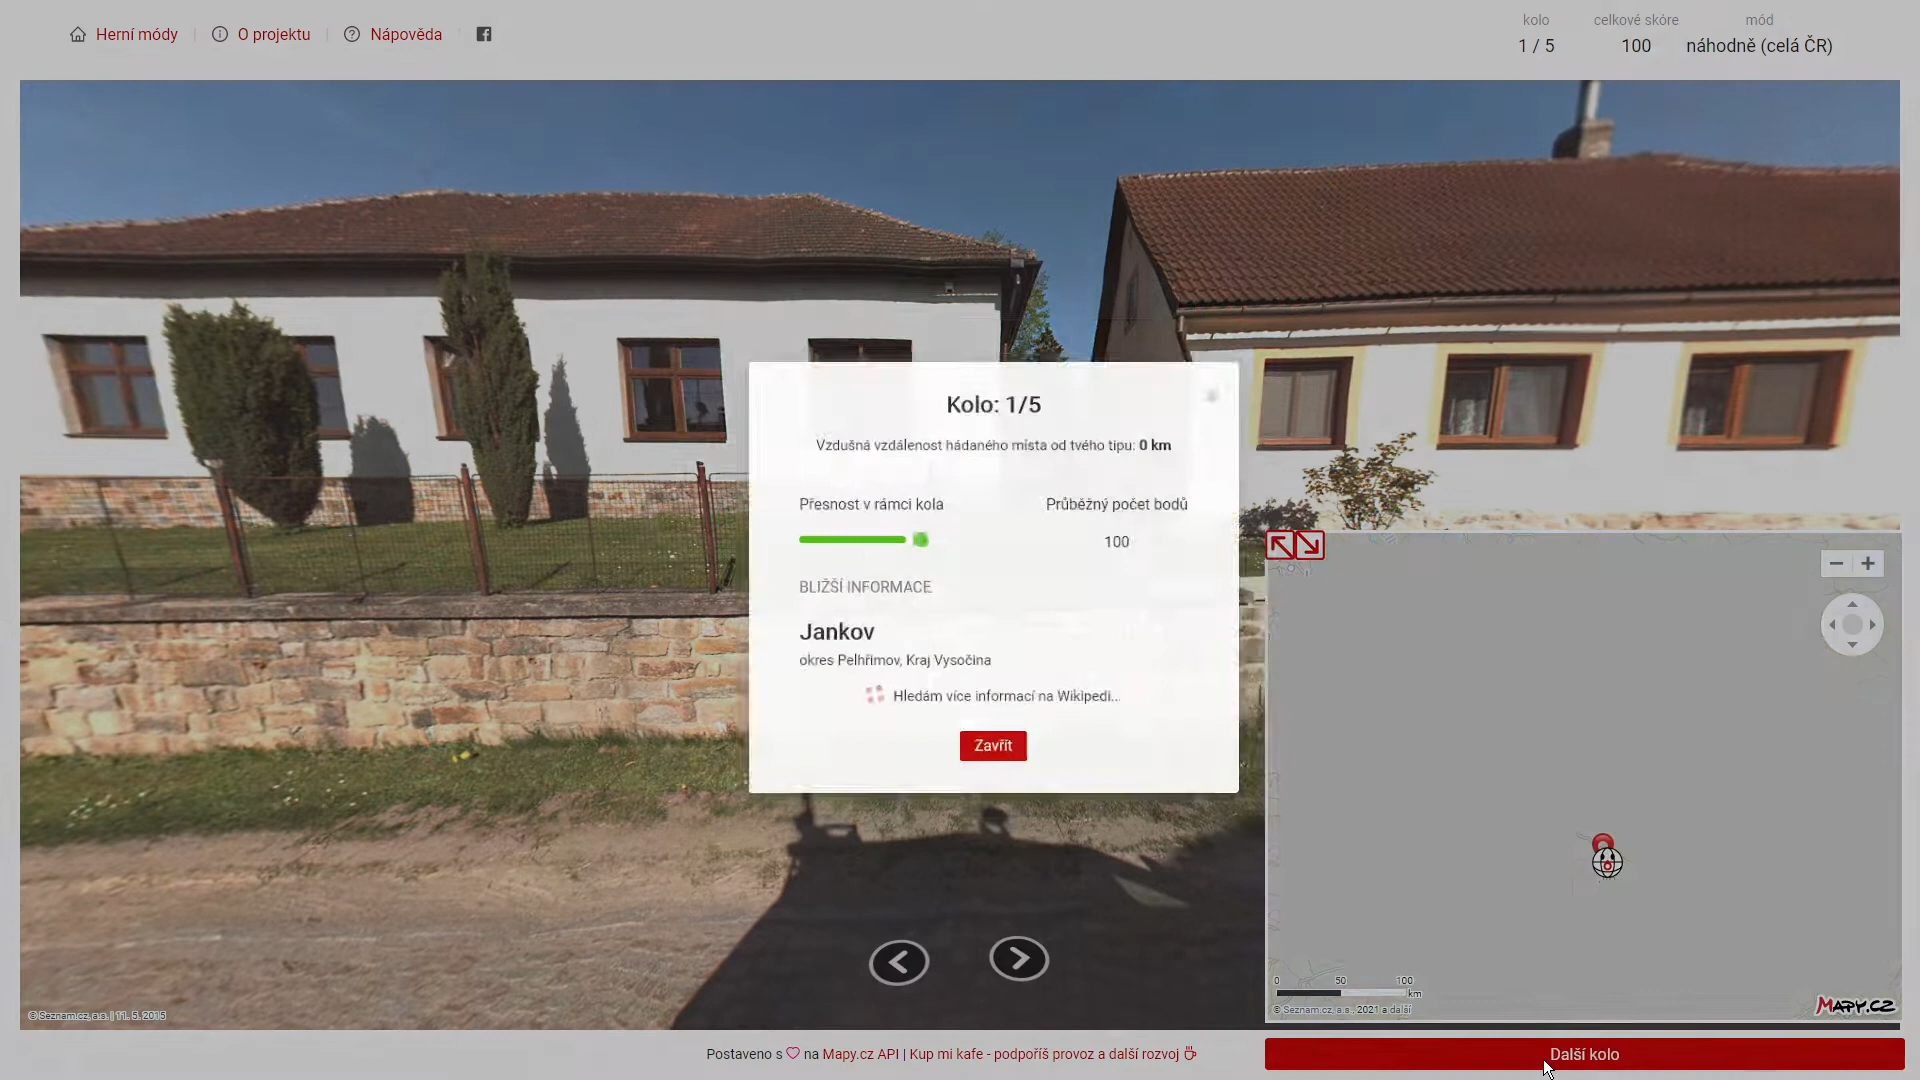 Herní módy
O projektu
Nápověda
kolo
celkové skóre
mód
1 / 5
100
náhodně (celá ČR)
Kolo: 1/5
Vzdušná vzdálenost hádaného místa od tvého tipu: 0 km
Přesnost v rámci kola
Průběžný počet bodů
100
BLIŽŠÍ INFORMACE
Jankov
okres Pelhřimov, Kraj Vysočina
Hledám více informací na Wikipedi...
Zavřít
0 50 100
km
© Seznam.cz, a.s., 2021 a další
Mapy.cz
© Seznam.cz, a.s. | 11. 5. 2015
Postaveno s na Mapy.cz API | Kup mi kafe - podpoříš provoz a další rozvoj
Další kolo